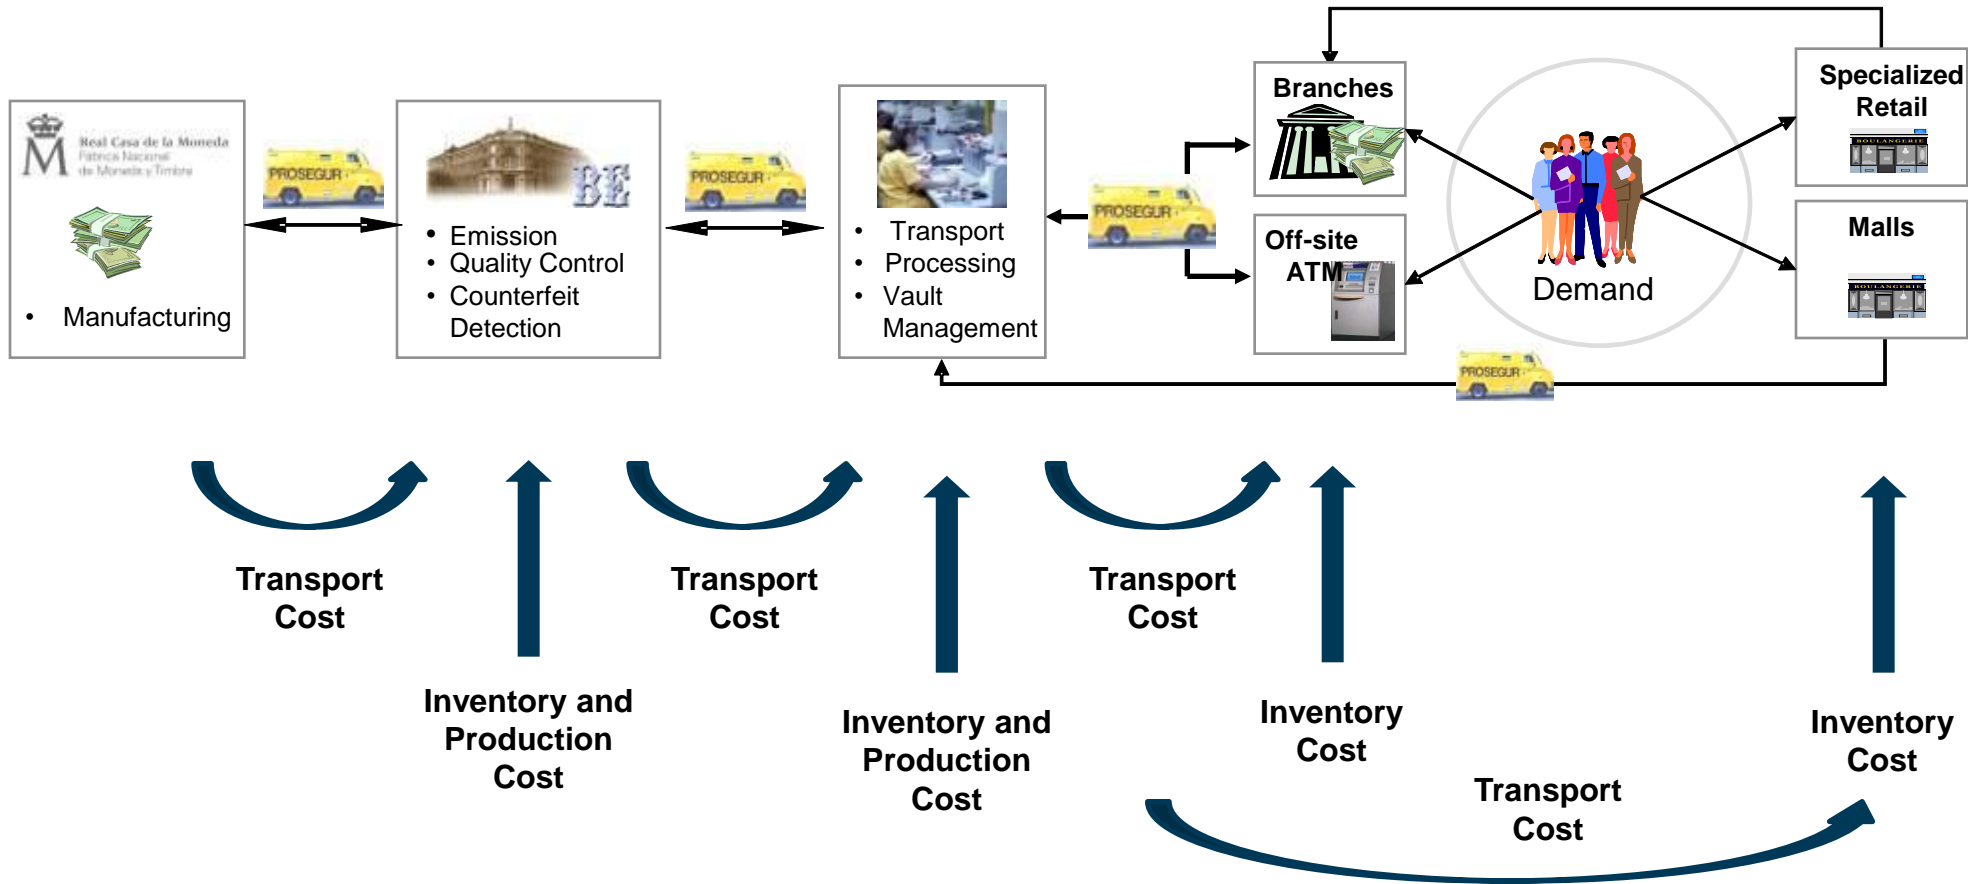 Real Casa de la Moneda
Fábrica Nacional
de Moneda y Timbre
• Manufacturing
PROSEGUR
BE
• Emission
• Quality Control
• Counterfeit
Detection
PROSEGUR
• Transport
• Processing
• Vault
Management
PROSEGUR
Branches
Off-site
ATM
Demand
Specialized
Retail
BOULANGERIE
Malls
BOULANGERIE
PROSEGUR
Transport
Cost
Transport
Cost
Transport
Cost
Inventory and
Production
Cost
Inventory and
Production
Cost
Inventory
Cost
Inventory
Cost
Transport
Cost